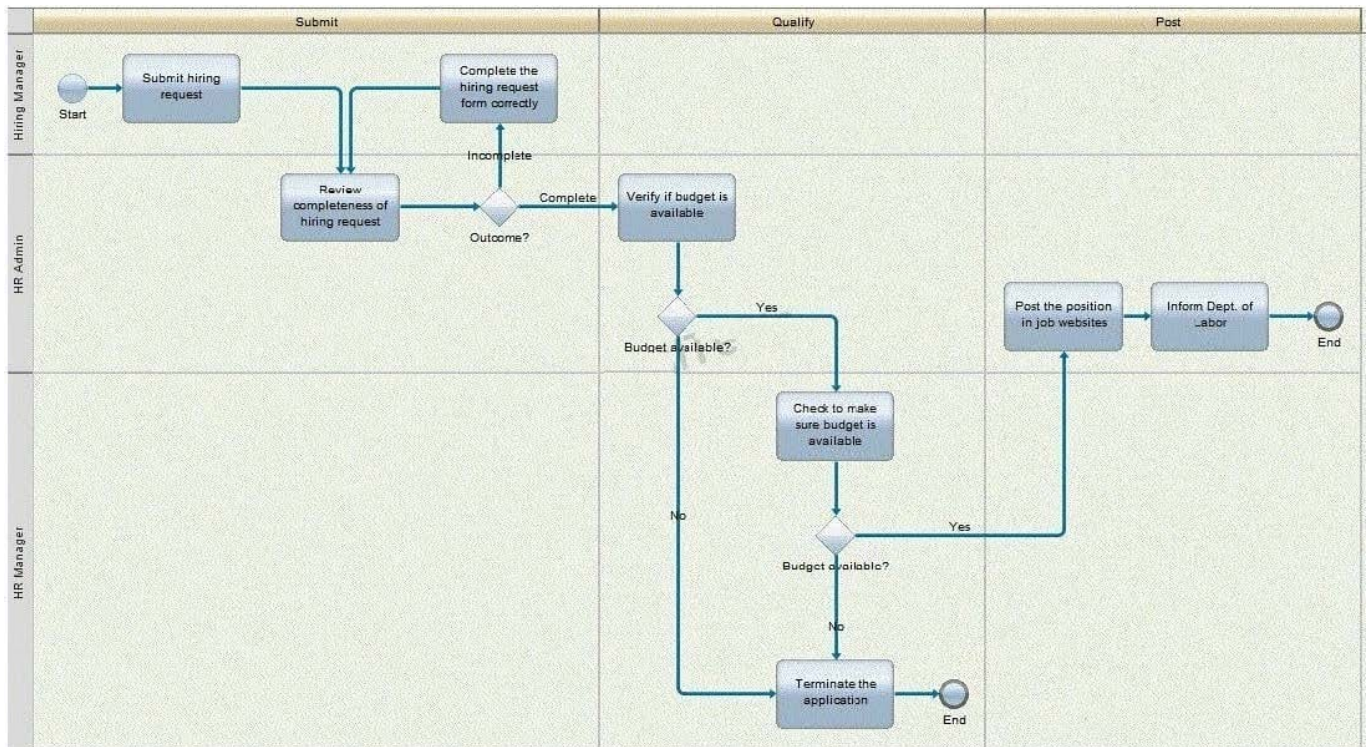 Submit
Qualify
Post
Hiring Manager
Start
Submit hiring
request
Complete the
hiring request
form correctly
Incomplete
HR Admin
Review
completeness of
hiring request
Outcome?
Complete
Verify if budget is
available
Budget available?
Yes
Post the position
in job websites
Inform Dept. of
Labor
End
HR Manager
Check to make
sure budget is
available
No
Budget available?
Yes
No
Terminate the
application
End